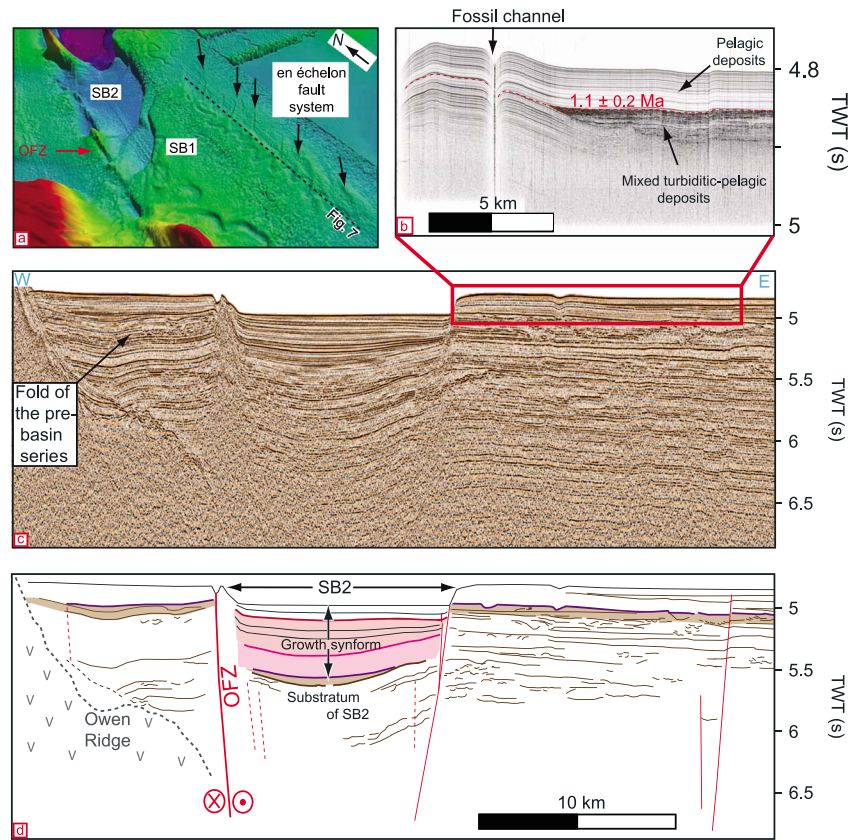 Fossil channel
N
en échelon
fault
system
SB2
OFZ
SB1
Fig. 7
a
Pelagic
deposits
1.1 ± 0.2 Ma
Mixed turbiditic-pelagic
deposits
5 km
b
4.8
5
TWT (s)
W
E
Fold of
the pre-
basin
series
5
5.5
6
6.5
TWT (s)
c
SB2
Growth synform
OFZ
Substratum
of SB2
Owen
Ridge
V V V V V V V V
10 km
5
5.5
6
6.5
TWT (s)
d